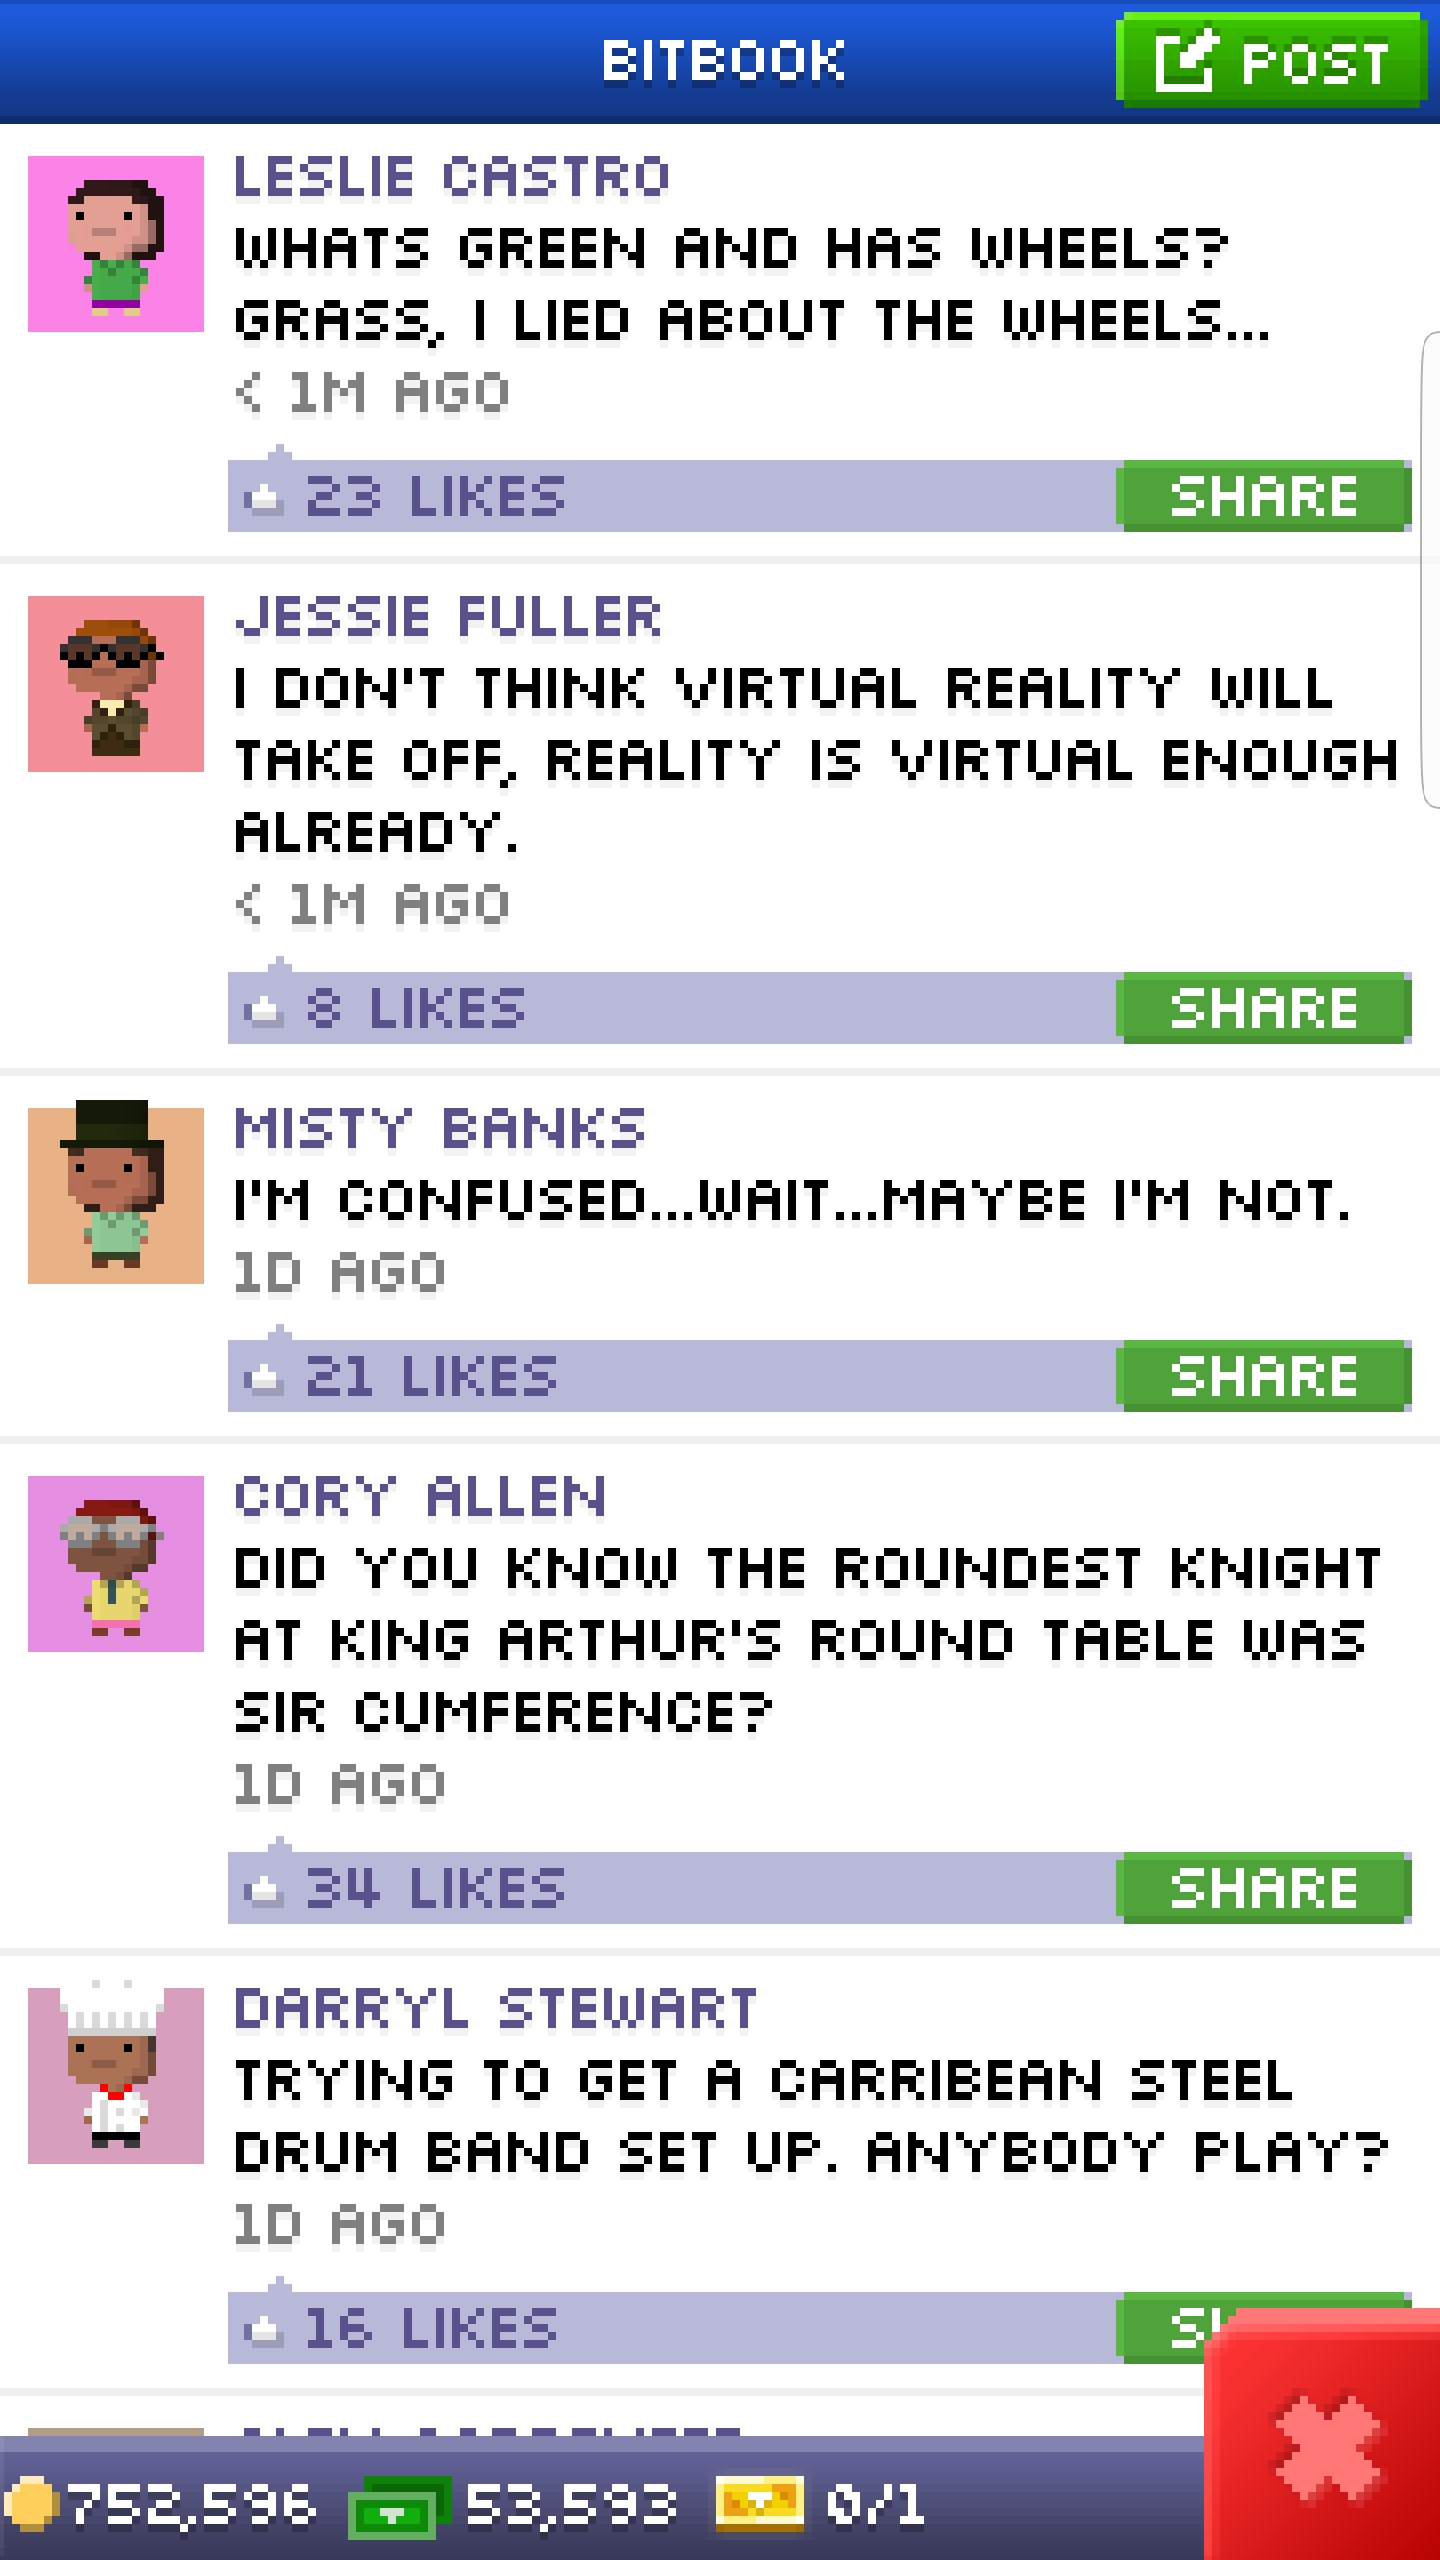 BITBOOK
POST
LESLIE CASTRO
WHATS GREEN AND HAS WHEELS?
GRASS, I LIED ABOUT THE WHEELS...
< 1M AGO
23 LIKES
SHARE
JESSIE FULLER
I DON'T THINK VIRTUAL REALITY WILL
TAKE OFF, REALITY IS VIRTUAL ENOUGH
ALREADY.
< 1M AGO
8 LIKES
SHARE
MISTY BANKS
I'M CONFUSED...WAIT...MAYBE I'M NOT.
1D AGO
21 LIKES
SHARE
CORY ALLEN
DID YOU KNOW THE ROUNDEST KNIGHT
AT KING ARTHUR'S ROUND TABLE WAS
SIR CUMFERENCE?
1D AGO
34 LIKES
SHARE
DARRYL STEWART
TRYING TO GET A CARRIBEAN STEEL
DRUM BAND SET UP. ANYBODY PLAY?
1D AGO
16 LIKES
752,596 53,593 0/1